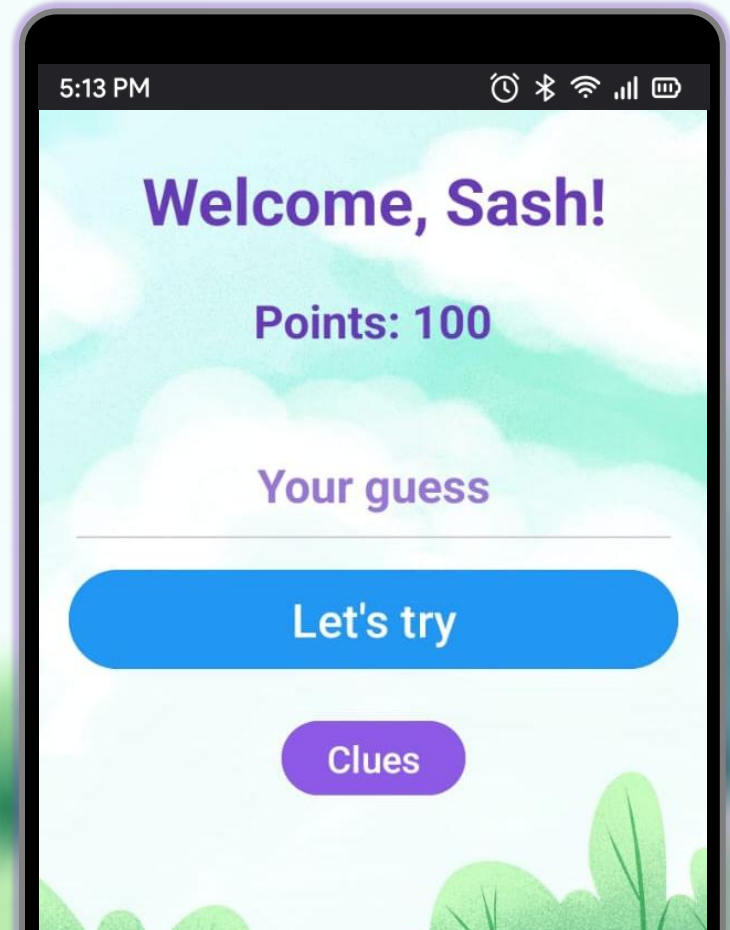 5:13 PM
Welcome, Sash!
Points: 100
Your guess
Let's try
Clues